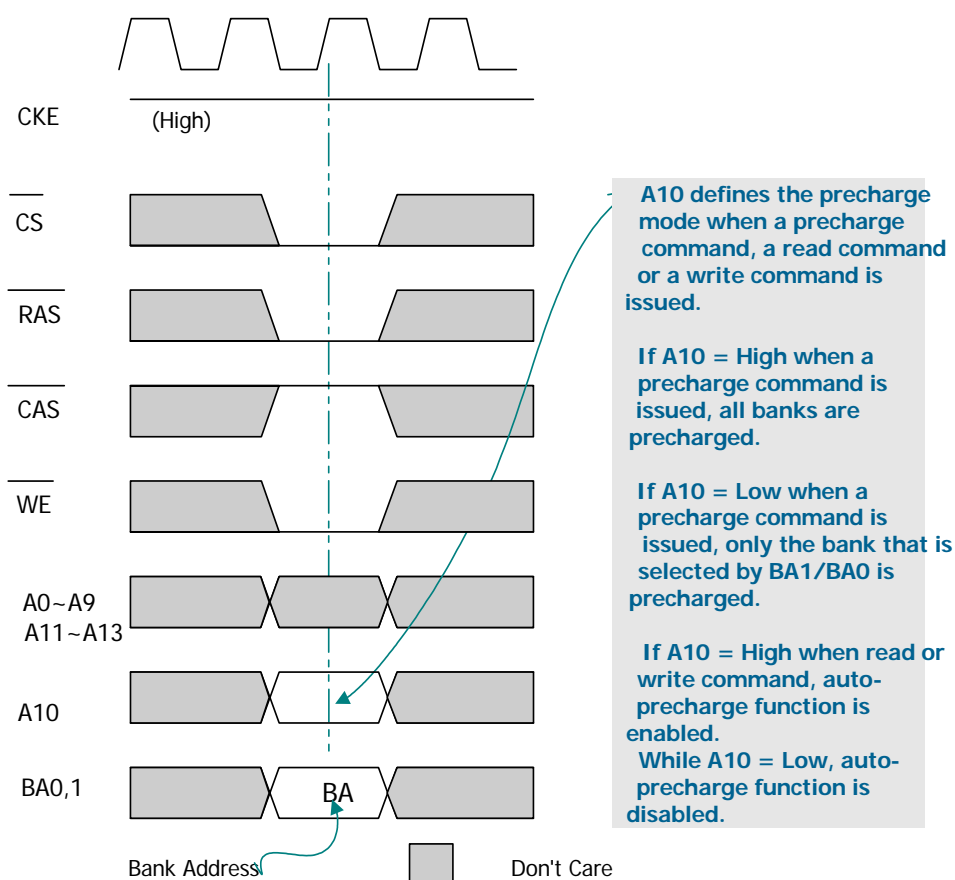 CKE
(High)
CS
RAS
CAS
WE
A0~A9
A11~A13
A10
BA0,1
BA
Bank Address
Don't Care
A10 defines the precharge
mode when a precharge
command, a read command
or a write command is
issued.
If A10 = High when a
precharge command is
issued, all banks are
precharged.
If A10 = Low when a
precharge command is
issued, only the bank that is
selected by BA1/BA0 is
precharged.
If A10 = High when read or
write command, auto-
precharge function is
enabled.
While A10 = Low, auto-
precharge function is
disabled.